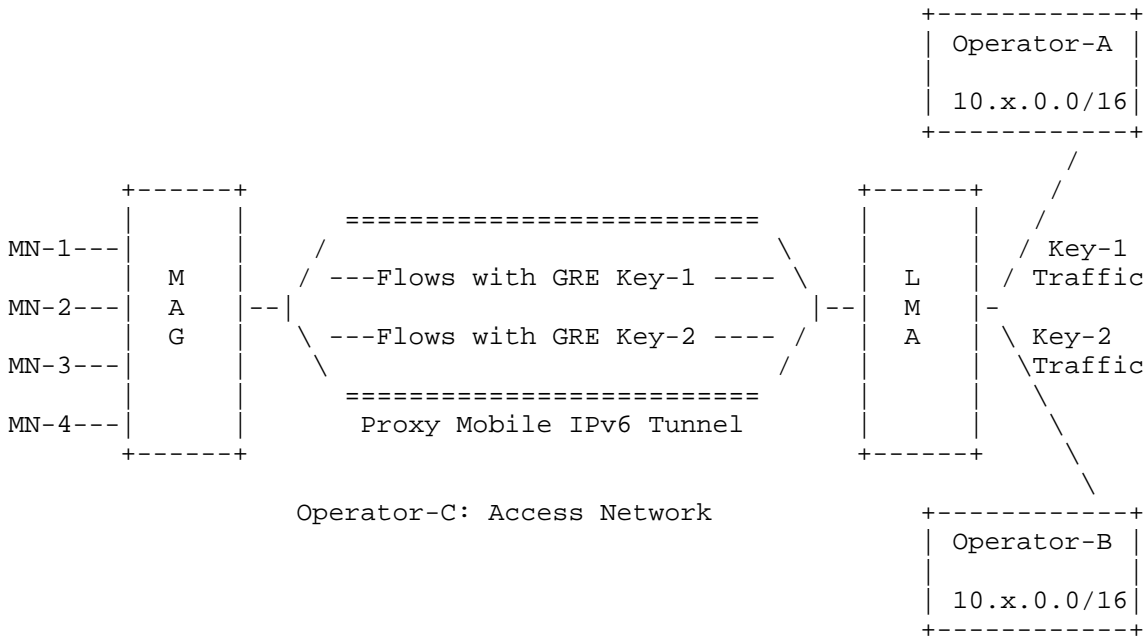 +------------+
| Operator-A |
|            |
| 10.x.0.0/16|
+------------+
/
+------+                                +------+     /
|      |     ==========================     |      |    /
MN-1---|      |    /                          \    |      |   / Key-1
|  M   |   / ---Flows with GRE Key-1 ---- \   |  L   |  / Traffic
MN-2---|  A   |--|                              |--|  M   |-
|  G   |   \ ---Flows with GRE Key-2 ---- /   |  A   |  \ Key-2
MN-3---|      |    \                          /    |      |   \Traffic
|      |     ==========================     |      |    \
MN-4---|      |      Proxy Mobile IPv6 Tunnel      |      |     \
+------+                                +------+      \
\
Operator-C: Access Network                +------------+
| Operator-B |
|            |
| 10.x.0.0/16|
+------------+